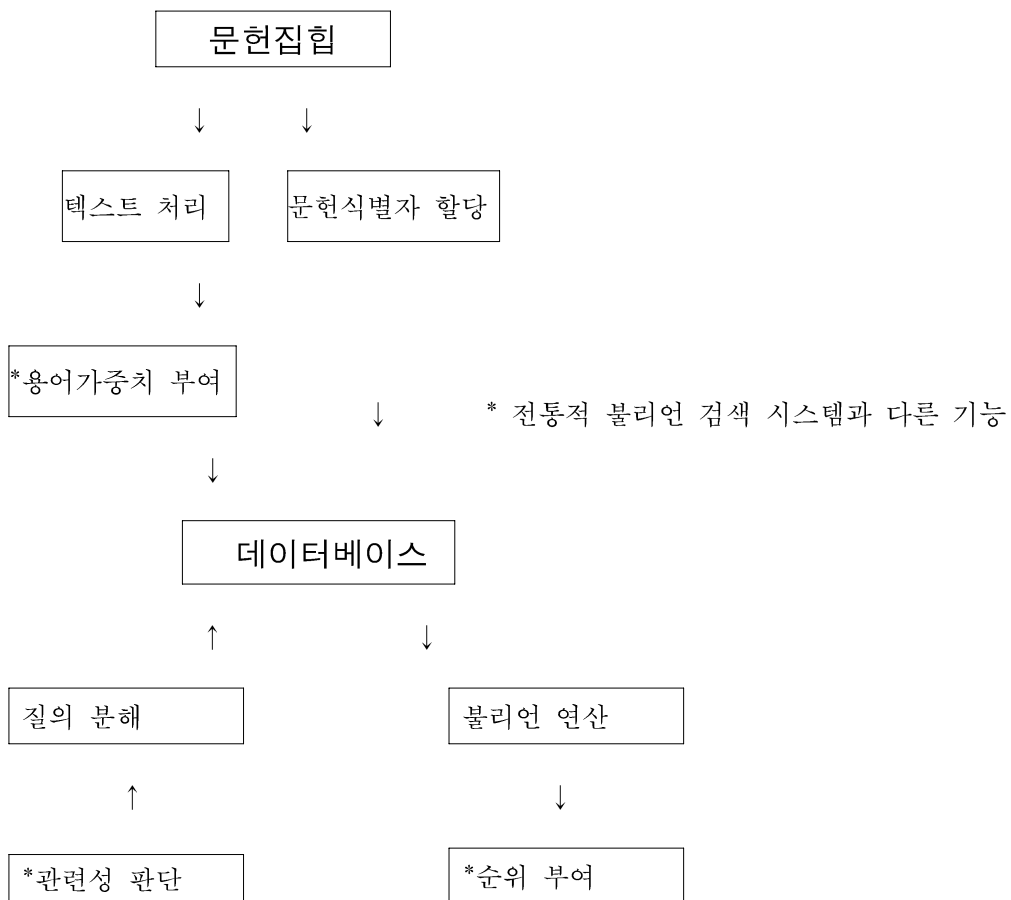 문헌집힙
↓ ↓
텍스트 처리 문헌식별자 할당
↓
*용어가중치 부여
↓ * 전통적 불리언 검색 시스템과 다른 기능
↓
데이터베이스
↑ ↓
질의 분해 불리언 연산
↑ ↓
*관련성 판단 *순위 부여